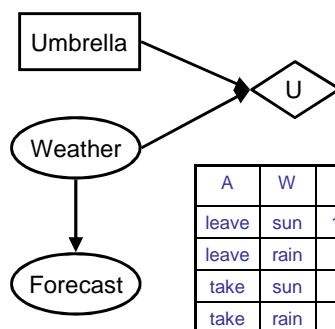 Umbrella
U
Weather
A W
leave sun
leave rain
Forecast
take sun
take rain